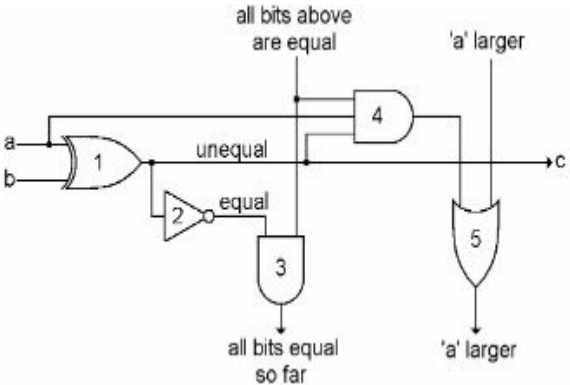 all bits above
are equal
'a' larger
a
b
1
unequal
4
c
2
equal
3
5
all bits equal
so far
'a' larger